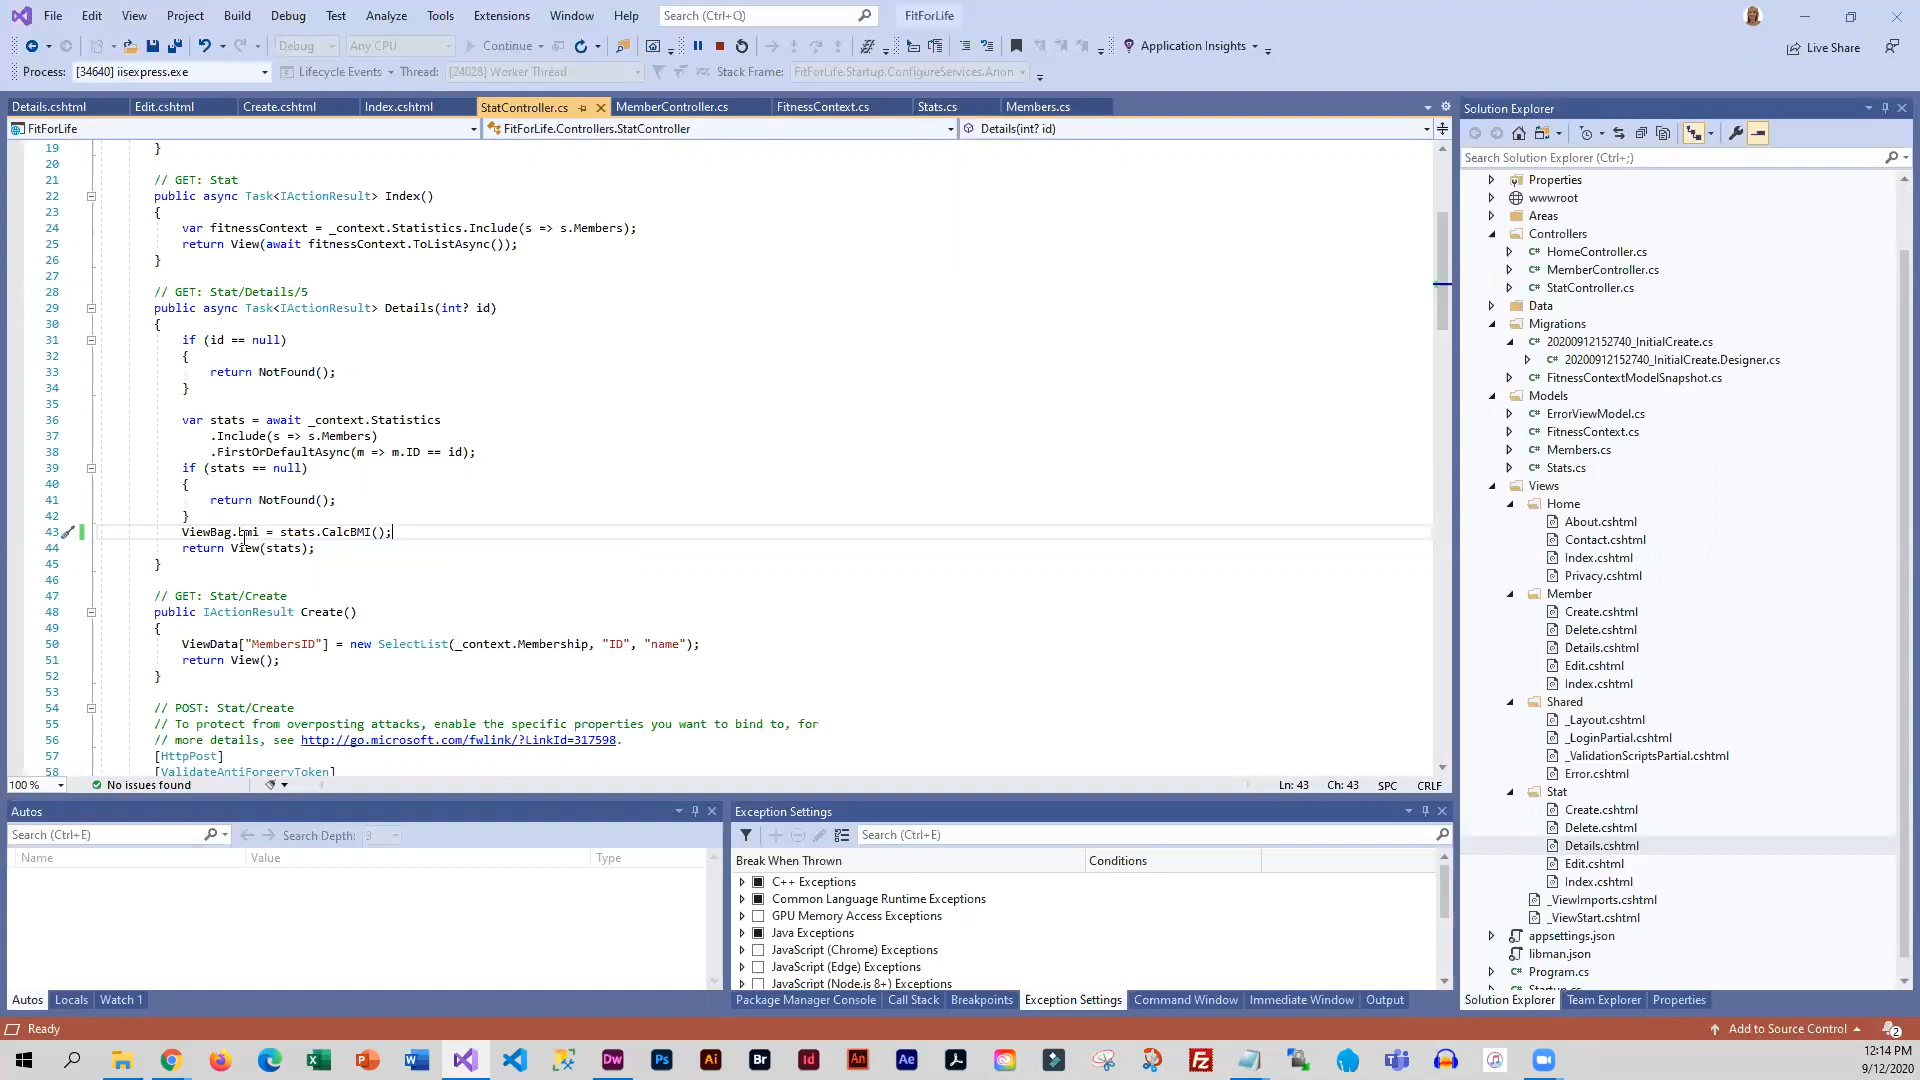 File Edit View Project Build Debug Test Analyze Tools Extensions Window Help Search (Ctrl+Q) FitForLife
Debug Any CPU Continue Application Insights Live Share
Process: [34640] iisexpress.exe Lifecycle Events Thread: [24028] Worker Thread Stack Frame: FitForLife.Startup.ConfigureServices.Anon
Details.cshtml Edit.cshtml Create.cshtml Index.cshtml StatController.cs MemberController.cs FitnessContext.cs Stats.cs Members.cs
FitForLife FitForLife.Controllers.StatController Details(int? id)
19 }
20
21 // GET: Stat
22 public async Task<IActionResult> Index()
23 {
24 var fitnessContext = _context.Statistics.Include(s => s.Members);
25 return View(await fitnessContext.ToListAsync());
26 }
27
28 // GET: Stat/Details/5
29 public async Task<IActionResult> Details(int? id)
30 {
31 if (id == null)
32 {
33 return NotFound();
34 }
35
36 var stats = await _context.Statistics
37 .Include(s => s.Members)
38 .FirstOrDefaultAsync(m => m.ID == id);
39 if (stats == null)
40 {
41 return NotFound();
42 }
43 ViewBag.bmi = stats.CalcBMI();
44 return View(stats);
45 }
46
47 // GET: Stat/Create
48 public IActionResult Create()
49 {
50 ViewData["MembersID"] = new SelectList(_context.Membership, "ID", "name");
51 return View();
52 }
53
54 // POST: Stat/Create
55 // To protect from overposting attacks, enable the specific properties you want to bind to, for
56 // more details, see http://go.microsoft.com/fwlink/?LinkId=317598.
57 [HttpPost]
58 [ValidateAntiForgeryToken]
100 % No issues found Ln: 43 Ch: 43 SPC CRLF
Autos
Search (Ctrl+E) Search Depth: 3
Name Value Type
Autos Locals Watch 1
Exception Settings
Search (Ctrl+E)
Break When Thrown Conditions
C++ Exceptions
Common Language Runtime Exceptions
GPU Memory Access Exceptions
Java Exceptions
JavaScript (Chrome) Exceptions
JavaScript (Edge) Exceptions
JavaScript (Node.js 8+) Exceptions
Package Manager Console Call Stack Breakpoints Exception Settings Command Window Immediate Window Output
Solution Explorer
Search Solution Explorer (Ctrl+;)
Properties
wwwroot
Areas
Controllers
C# HomeController.cs
C# MemberController.cs
C# StatController.cs
Data
Migrations
C# 20200912152740_InitialCreate.cs
C# 20200912152740_InitialCreate.Designer.cs
C# FitnessContextModelSnapshot.cs
Models
C# ErrorViewModel.cs
C# FitnessContext.cs
C# Members.cs
C# Stats.cs
Views
Home
About.cshtml
Contact.cshtml
Index.cshtml
Privacy.cshtml
Member
Create.cshtml
Delete.cshtml
Details.cshtml
Edit.cshtml
Index.cshtml
Shared
_Layout.cshtml
_LoginPartial.cshtml
_ValidationScriptsPartial.cshtml
Error.cshtml
Stat
Create.cshtml
Delete.cshtml
Details.cshtml
Edit.cshtml
Index.cshtml
_ViewImports.cshtml
_ViewStart.cshtml
appsettings.json
libman.json
C# Program.cs
C# Startup.cs
Solution Explorer Team Explorer Properties
Ready Add to Source Control 2
Dw Ps Ai Br Id An Ae
12:14 PM
9/12/2020